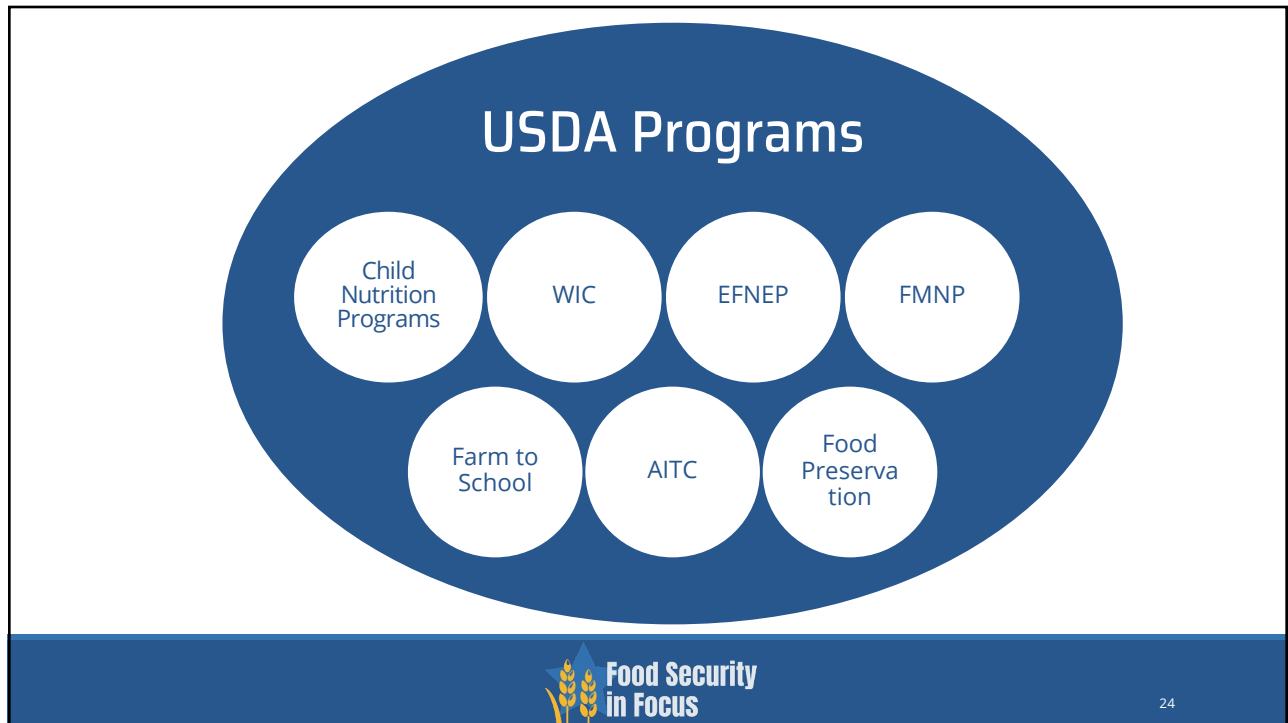 USDA Programs
Child
Nutrition
Programs
WIC
EFNEP
FMNP
Farm to
School
AITC
Food
Preserva
tion
Food Security
in Focus
24